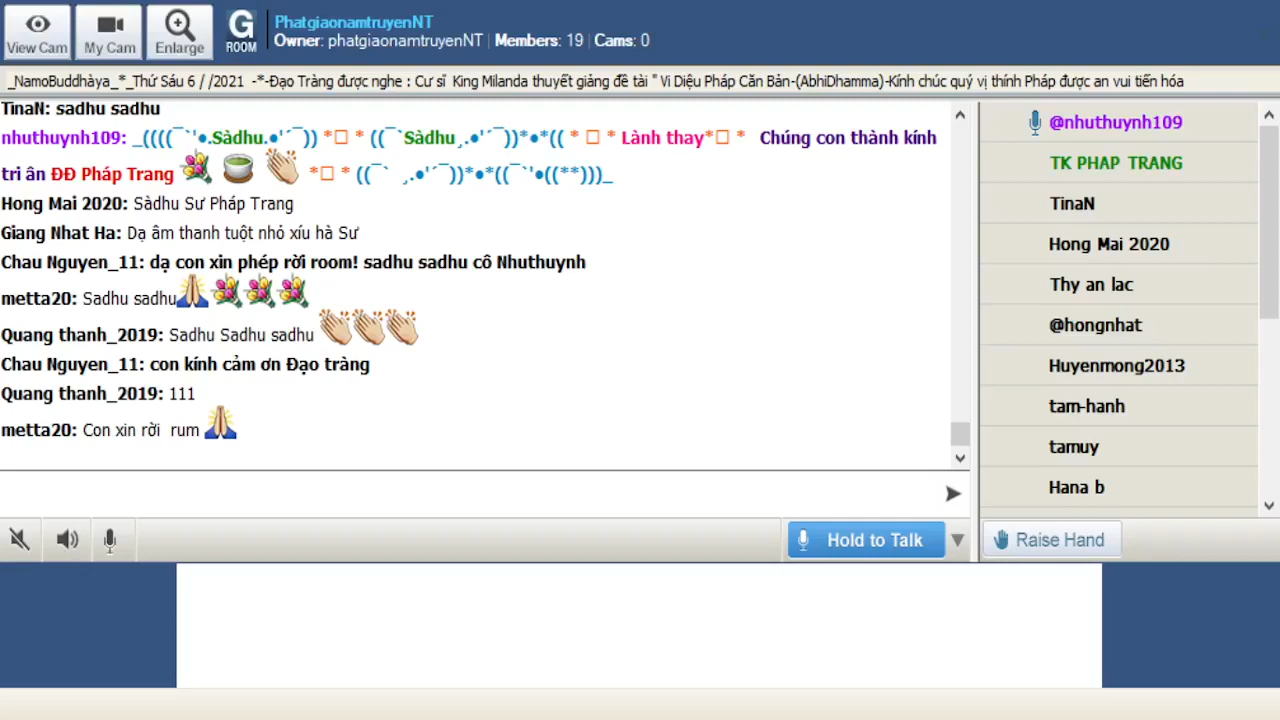 View Cam
My Cam
Enlarge
G
ROOM
PhatgiaonamtruyenNT
Owner: phatgiaonamtruyenNT | Members: 19 | Cams: 0
_NamoBuddhàya_*_Thứ Sáu 6 / /2021 -*-Đạo Tràng được nghe : Cư sĩ King Milanda thuyết giảng đề tài " Vi Diệu Pháp Căn Bản-(AbhiDhamma)-Kính chúc quý vị thính Pháp được an vui tiến hóa
TinaN: sadhu sadhu
nhuthuynh109: _((((¯`'•.Sàdhu.•'´¯)) *□ * ((¯`Sàdhu¸.•'´¯))*•*(( * □ * Lành thay*□ * Chúng con thành kính
tri ân ĐĐ Pháp Trang *□ * ((¯` ¸.•'´¯))*•*((¯`'•((**)))_
Hong Mai 2020: Sàdhu Sư Pháp Trang
Giang Nhat Ha: Dạ âm thanh tuột nhỏ xíu hà Sư
Chau Nguyen_11: dạ con xin phép rời room! sadhu sadhu cô Nhuthuynh
metta20: Sadhu sadhu
Quang thanh_2019: Sadhu Sadhu sadhu
Chau Nguyen_11: con kính cảm ơn Đạo tràng
Quang thanh_2019: 111
metta20: Con xin rời rum
@nhuthuynh109
TK PHAP TRANG
TinaN
Hong Mai 2020
Thy an lac
@hongnhat
Huyenmong2013
tam-hanh
tamuy
Hana b
Hold to Talk
Raise Hand